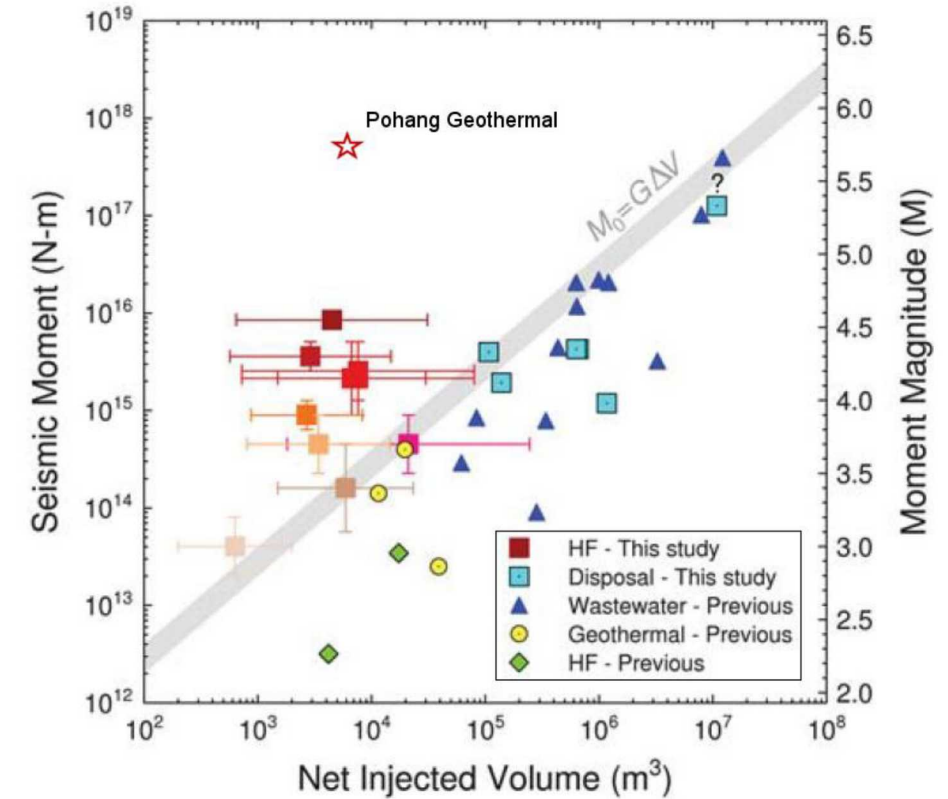 10^19
10^18
10^17
10^16
10^15
10^14
10^13
10^12
Seismic Moment (N-m)
Pohang Geothermal
M₀=GΔV
?
6.5
6.0
5.5
5.0
4.5
4.0
3.5
3.0
2.5
2.0
Moment Magnitude (M)
HF - This study
Disposal - This study
Wastewater - Previous
Geothermal - Previous
HF - Previous
10^2 10^3 10^4 10^5 10^6 10^7 10^8
Net Injected Volume (m³)